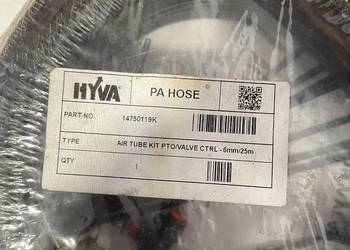 HYVA PA HOSE
PART NO. 14750119K
TYPE AIR TUBE KIT PTO/VALVE CTRL - 6mm/25m
QTY 1